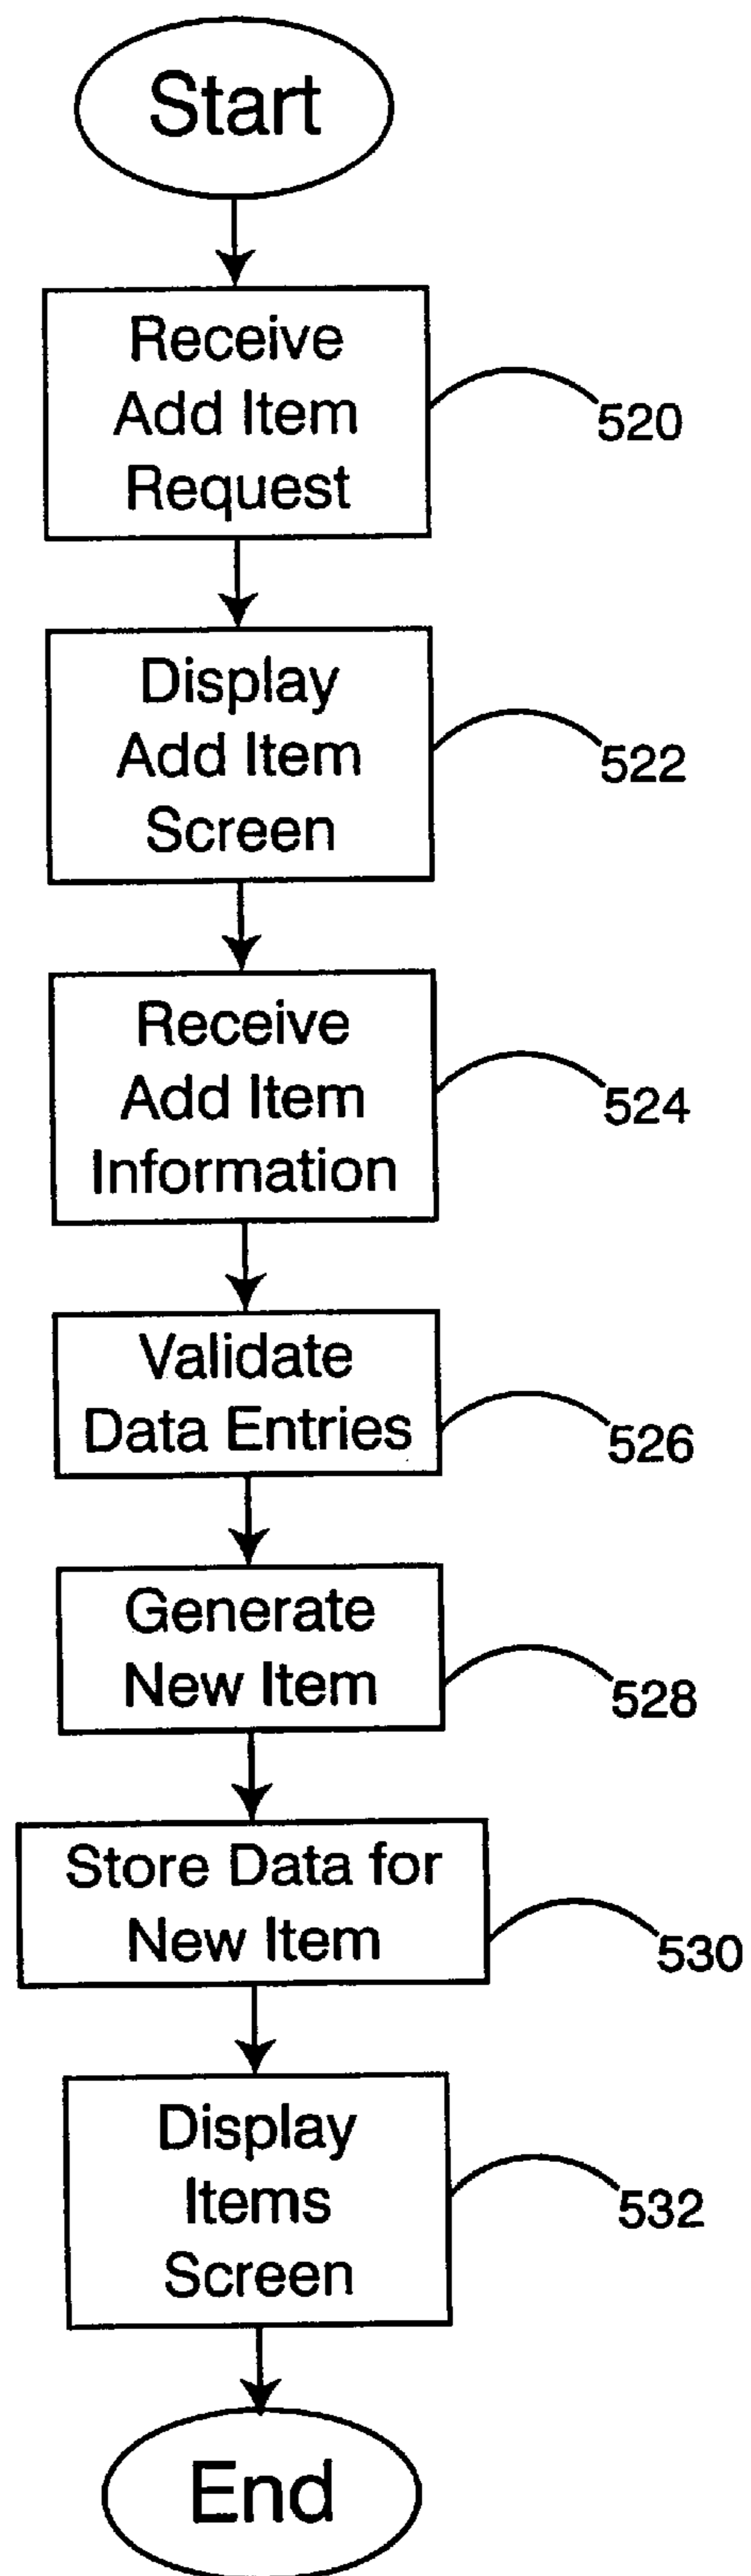 Start
Receive
Add Item
Request
520
Display
Add Item
Screen
522
Receive
Add Item
Information
524
Validate
Data Entries
526
Generate
New Item
528
Store Data for
New Item
530
Display
Items
Screen
532
End